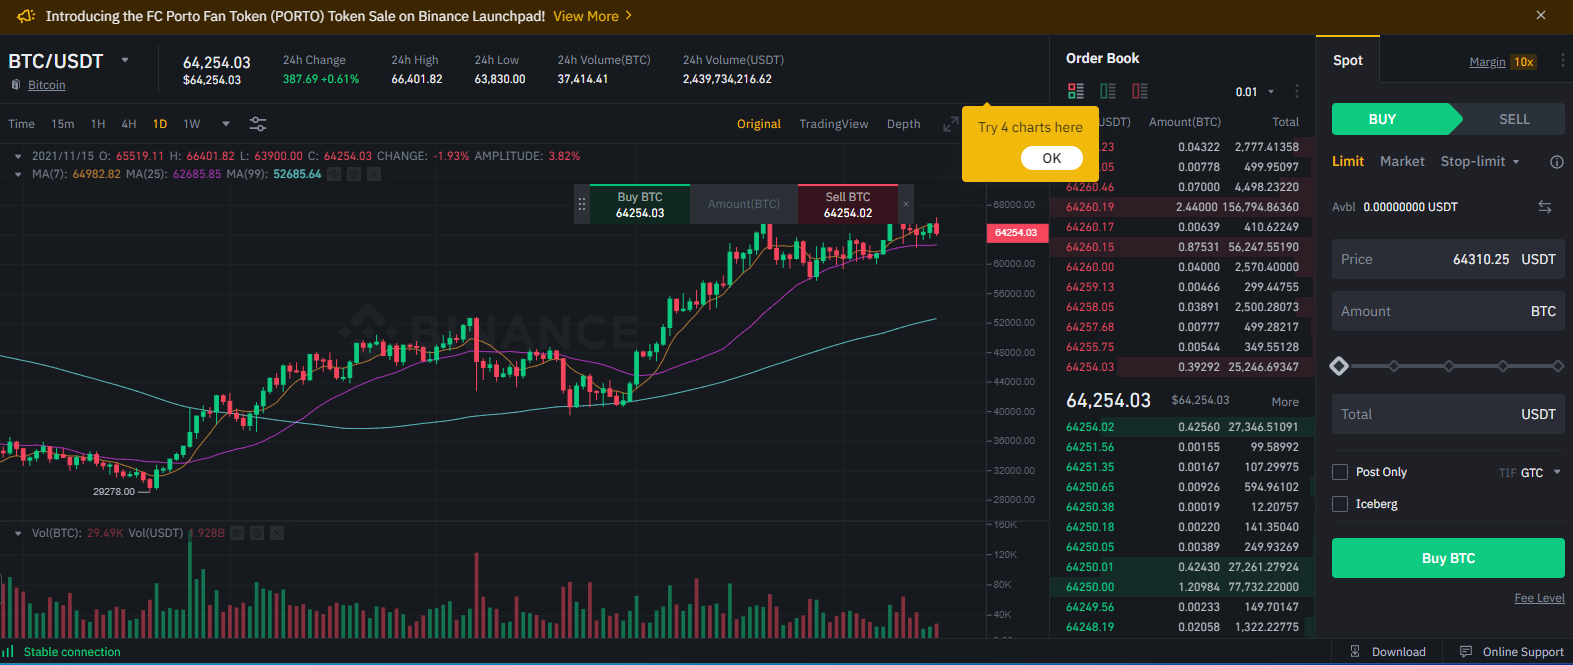 Introducing the FC Porto Fan Token (PORTO) Token Sale on Binance Launchpad! View More
BTC/USDT
Bitcoin
64,254.03
$64,254.03
24h Change
387.69 +0.61%
24h High
66,401.82
24h Low
63,830.00
24h Volume(BTC)
37,414.41
24h Volume(USDT)
2,439,734,216.62
Time 15m 1H 4H 1D 1W
Original TradingView Depth
Try 4 charts here
OK
2021/11/15 O: 65519.11 H: 66401.82 L: 63900.00 C: 64254.03 CHANGE: -1.93% AMPLITUDE: 3.82%
MA(7): 64982.82 MA(25): 62685.85 MA(99): 52685.64
Buy BTC
64254.03
Amount(BTC)
Sell BTC
64254.02
68000.00
64254.03
60000.00
56000.00
52000.00
48000.00
44000.00
40000.00
36000.00
32000.00
28000.00
BINANCE
29278.00
Vol(BTC): 29.49K Vol(USDT) 1.928B
160K
120K
80K
40K
Order Book
0.01
USDT) Amount(BTC) Total
.23 0.04322 2,777.41358
.05 0.00778 499.95097
64260.46 0.07000 4,498.23220
64260.19 2.44000 156,794.86360
64260.17 0.00639 410.62249
64260.15 0.87531 56,247.55190
64260.00 0.04000 2,570.40000
64259.13 0.00466 299.44755
64258.05 0.03891 2,500.28073
64257.68 0.00777 499.28217
64255.75 0.00544 349.55128
64254.03 0.39292 25,246.69347
64,254.03 $64,254.03 More
64254.02 0.42560 27,346.51091
64251.56 0.00155 99.58992
64251.35 0.00167 107.29975
64250.65 0.00926 594.96102
64250.38 0.00019 12.20757
64250.18 0.00220 141.35040
64250.05 0.00389 249.93269
64250.01 0.42430 27,261.27924
64250.00 1.20984 77,732.22000
64249.56 0.00233 149.70147
64248.19 0.02058 1,322.22775
Spot
Margin 10x
BUY SELL
Limit Market Stop-limit
Avbl 0.00000000 USDT
Price 64310.25 USDT
Amount BTC
Total USDT
Post Only TIF GTC
Iceberg
Buy BTC
Fee Level
Stable connection
Download
Online Support